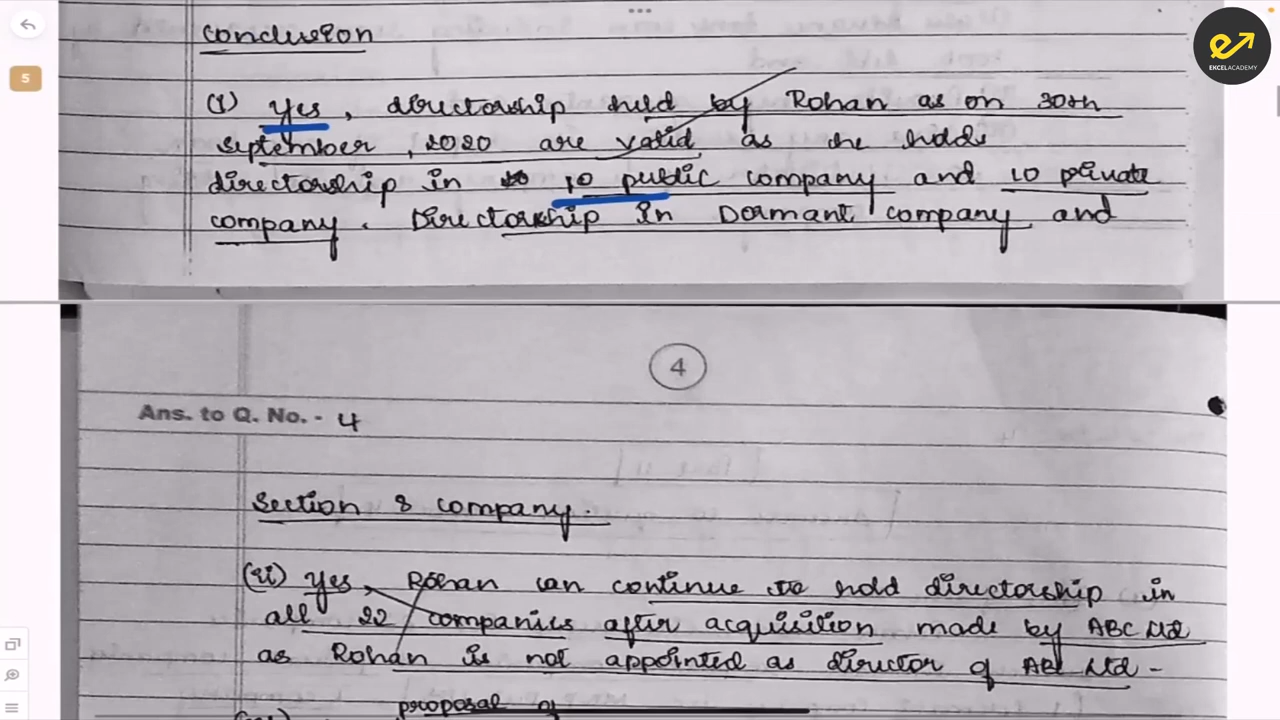 conclusion
5
EKCEL ACADEMY
(1) yes, directorship held by Rohan as on 30th
september, 2020 are valid as he holds
directorship in 10 public company and 10 private
company. Directorship in Dormant company and
4
Ans. to Q. No. - 4
Section 8 company.
(ii) yes, Rohan can continue to hold directorship in
all 22 companies after acquisition made by ABC Ltd
as Rohan is not appointed as director of ABC Ltd -
proposal of